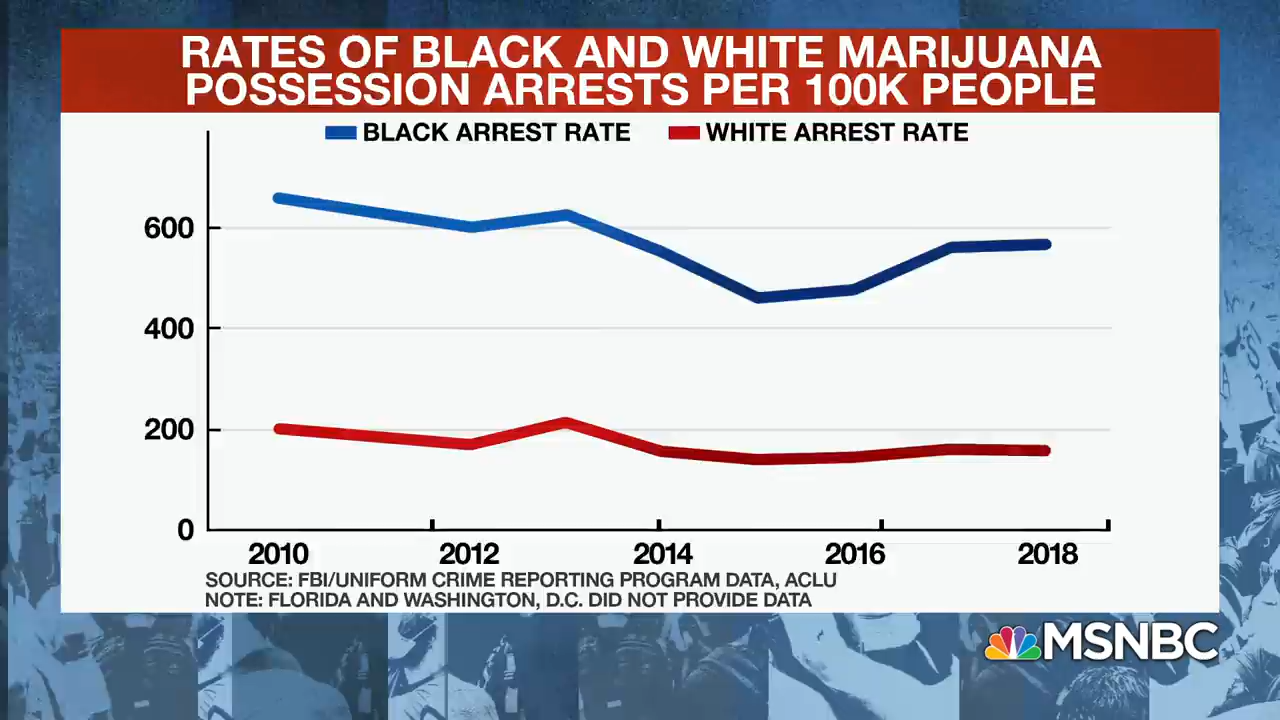 RATES OF BLACK AND WHITE MARIJUANA
POSSESSION ARRESTS PER 100K PEOPLE
BLACK ARREST RATE WHITE ARREST RATE
600
400
200
0
2010 2012 2014 2016 2018
SOURCE: FBI/UNIFORM CRIME REPORTING PROGRAM DATA, ACLU
NOTE: FLORIDA AND WASHINGTON, D.C. DID NOT PROVIDE DATA
MSNBC